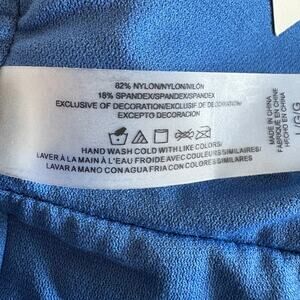 82% NYLON/NYLON/NILÓN
18% SPANDEX/SPANDEX/SPANDEX
EXCLUSIVE OF DECORATION/EXCLUSIF DE DÉCORATION/
EXCEPTO DECORACION
HAND WASH COLD WITH LIKE COLORS/
LAVER À LA MAIN À L'EAU FROIDE AVEC COULEURS SIMILAIRES/
LAVAR A MANO CON AGUA FRIA CON COLORES SIMILARES
MADE IN CHINA
FABRIQUÉ EN CHINE
HECHO EN CHINA